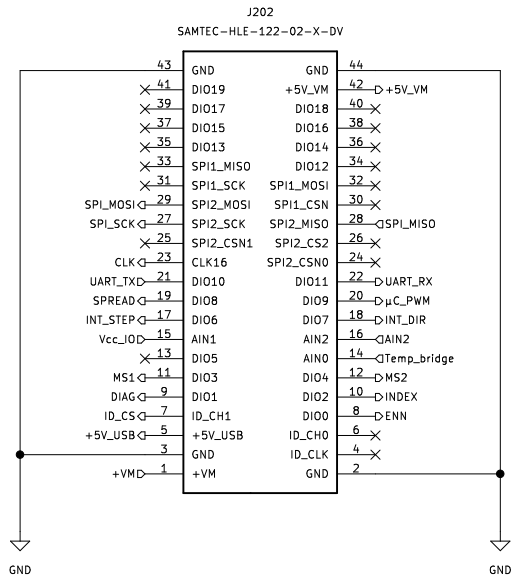 J202
SAMTEC-HLE-122-02-X-DV
43 GND GND 44
41 DIO19 +5V_VM 42 +5V_VM
39 DIO17 DIO18 40
37 DIO15 DIO16 38
35 DIO13 DIO14 36
33 SPI1_MISO DIO12 34
31 SPI1_SCK SPI1_MOSI 32
SPI_MOSI 29 SPI2_MOSI SPI1_CSN 30
SPI_SCK 27 SPI2_SCK SPI2_MISO 28 SPI_MISO
25 SPI2_CSN1 SPI2_CS2 26
CLK 23 CLK16 SPI2_CSN0 24
UART_TX 21 DIO10 DIO11 22 UART_RX
SPREAD 19 DIO8 DIO9 20 µC_PWM
INT_STEP 17 DIO6 DIO7 18 INT_DIR
Vcc_IO 15 AIN1 AIN2 16 AIN2
13 DIO5 AIN0 14 Temp_bridge
MS1 11 DIO3 DIO4 12 MS2
DIAG 9 DIO1 DIO2 10 INDEX
ID_CS 7 ID_CH1 DIO0 8 ENN
+5V_USB 5 +5V_USB ID_CH0 6
3 GND ID_CLK 4
+VM 1 +VM GND 2
GND GND